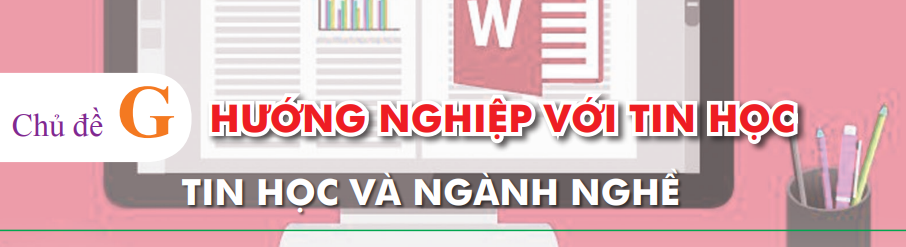 W
Chủ đề G
HƯỚNG NGHIỆP VỚI TIN HỌC
TIN HỌC VÀ NGÀNH NGHỀ